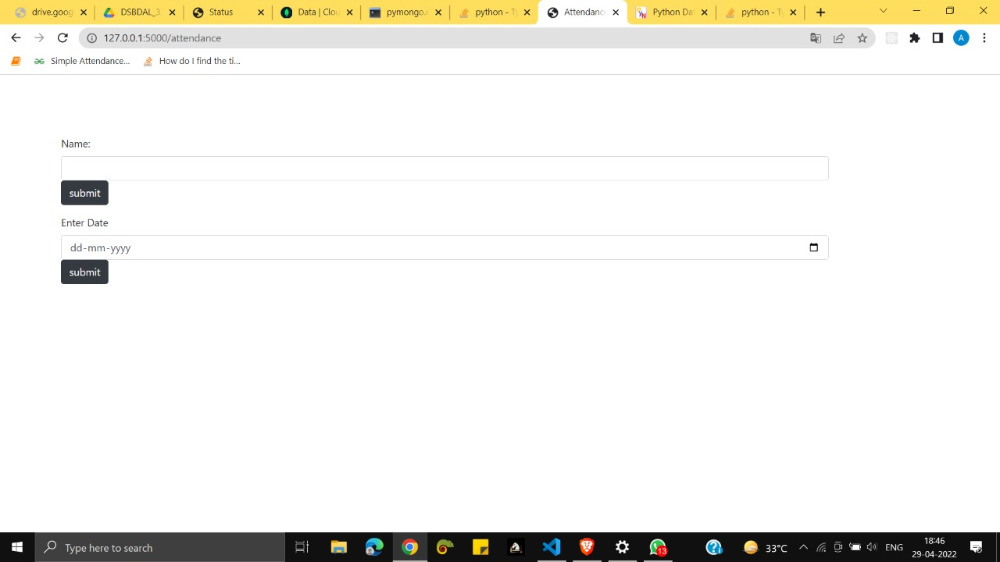 drive.goog
DSBDAL_3
Status
Data | Clou
pymongo.e
python - Ty
Attendanc
Python Dat
python - Ty
127.0.0.1:5000/attendance
A
Simple Attendance...
How do I find the ti...
Name:
submit
Enter Date
dd-mm-yyyy
submit
Type here to search
13
33°C
ENG
18:46
29-04-2022